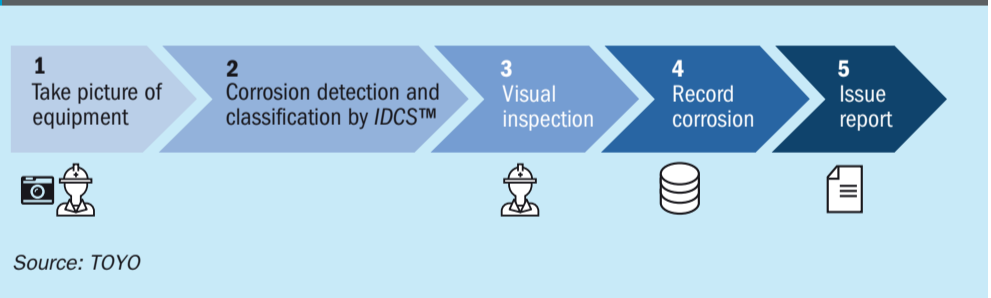 1
Take picture of
equipment
2
Corrosion detection and
classification by IDCS™
3
Visual
inspection
4
Record
corrosion
5
Issue
report
Source: TOYO